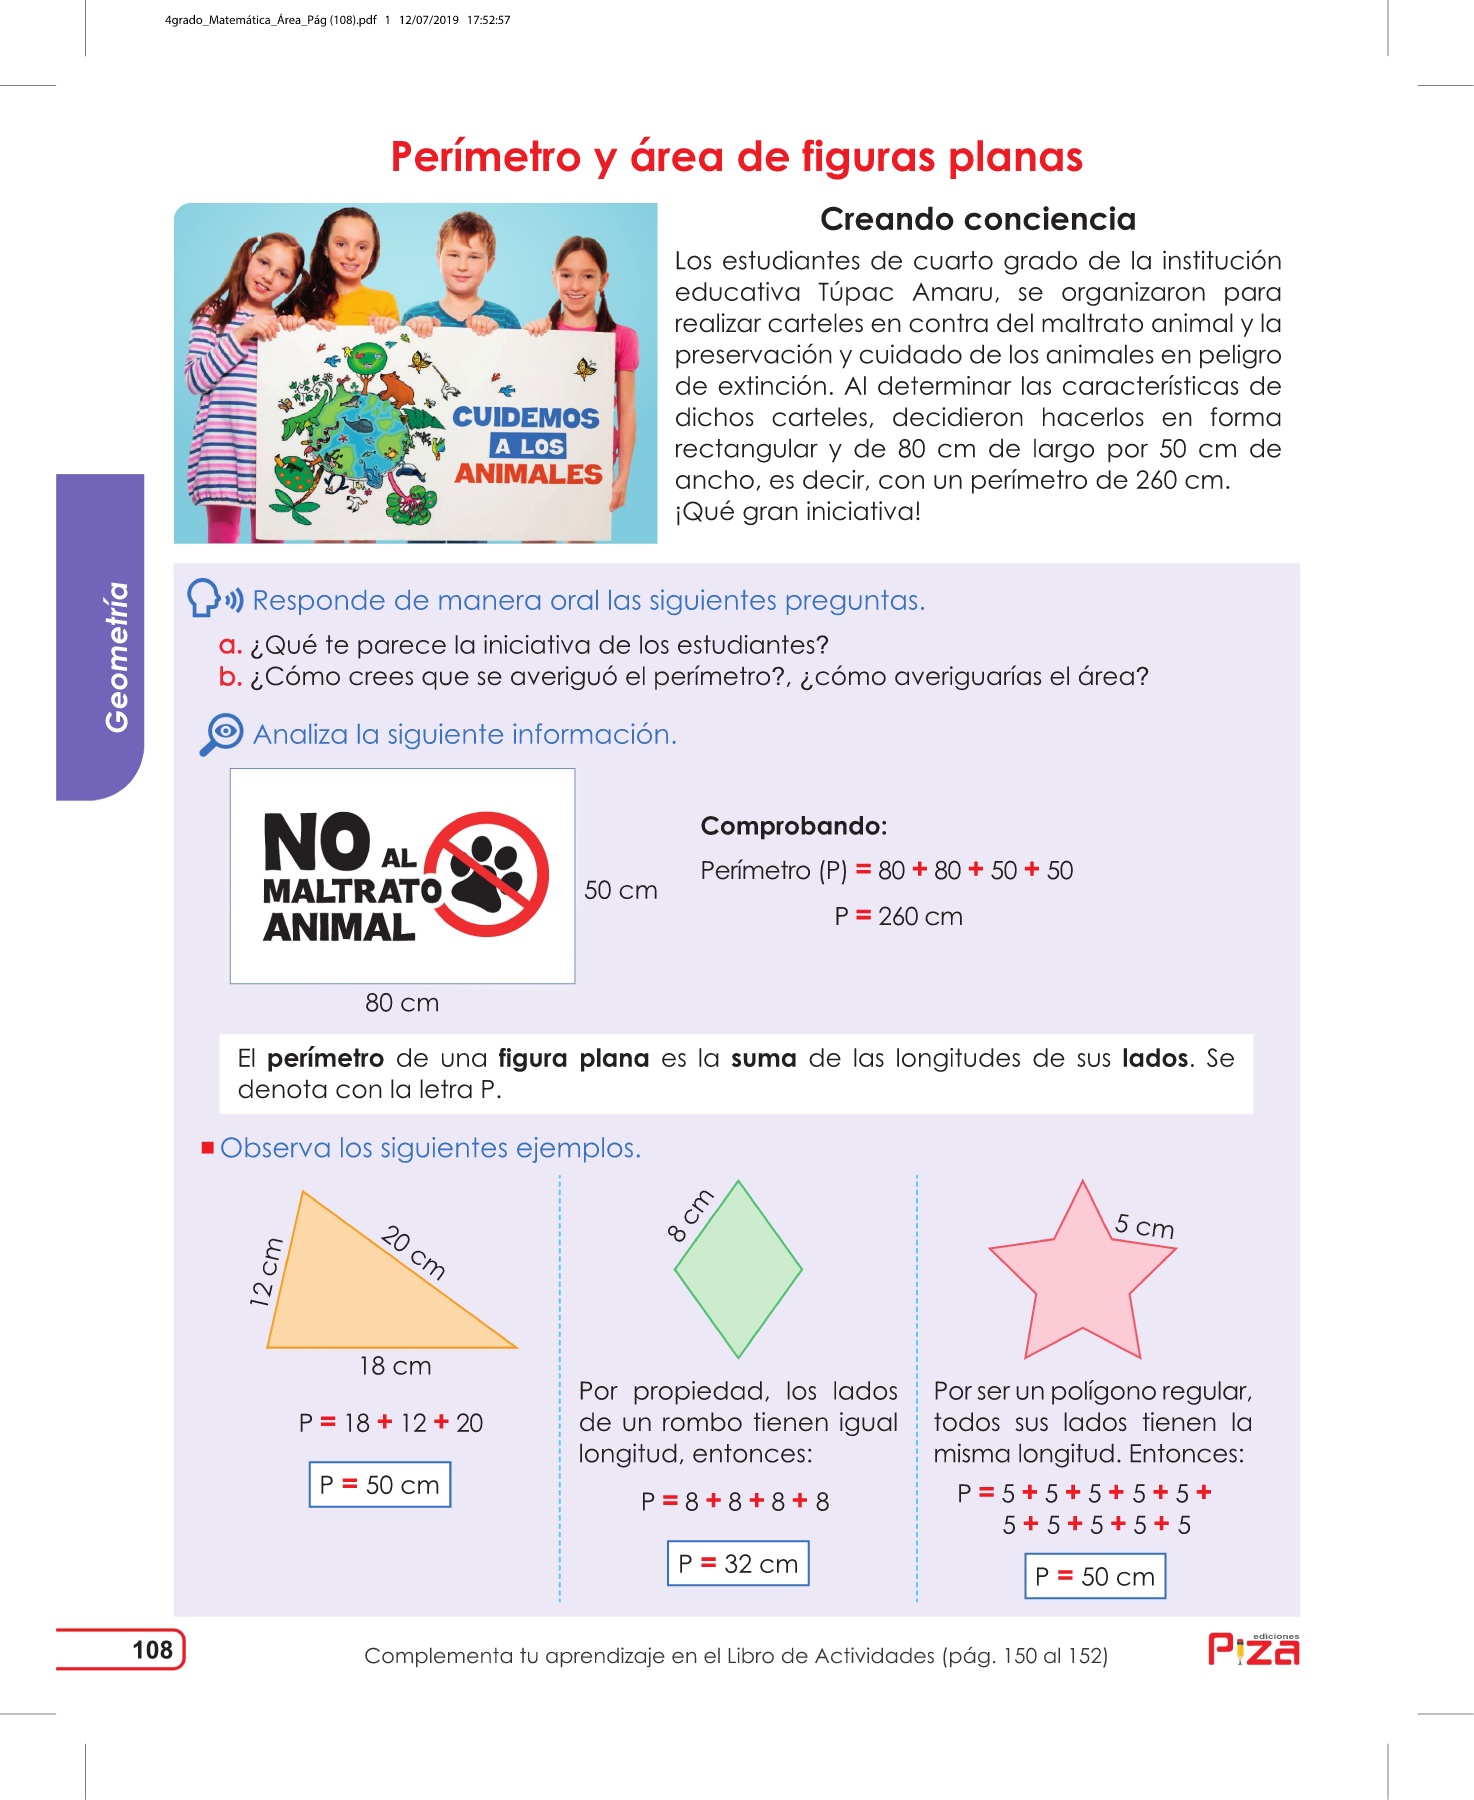 4grado_Matemática_Área_Pág (108).pdf 1 12/07/2019 17:52:57
Perímetro y área de figuras planas
CUIDEMOS
A LOS
ANIMALES
Creando conciencia
Los estudiantes de cuarto grado de la institución
educativa Túpac Amaru, se organizaron para
realizar carteles en contra del maltrato animal y la
preservación y cuidado de los animales en peligro
de extinción. Al determinar las características de
dichos carteles, decidieron hacerlos en forma
rectangular y de 80 cm de largo por 50 cm de
ancho, es decir, con un perímetro de 260 cm.
¡Qué gran iniciativa!
Geometría
Responde de manera oral las siguientes preguntas.
a. ¿Qué te parece la iniciativa de los estudiantes?
b. ¿Cómo crees que se averiguó el perímetro?, ¿cómo averiguarías el área?
Analiza la siguiente información.
NO AL
MALTRATO
ANIMAL
50 cm
80 cm
Comprobando:
Perímetro (P) = 80 + 80 + 50 + 50
P = 260 cm
El perímetro de una figura plana es la suma de las longitudes de sus lados. Se
denota con la letra P.
Observa los siguientes ejemplos.
12 cm
20 cm
18 cm
P = 18 + 12 + 20
P = 50 cm
8 cm
Por propiedad, los lados
de un rombo tienen igual
longitud, entonces:
P = 8 + 8 + 8 + 8
P = 32 cm
5 cm
Por ser un polígono regular,
todos sus lados tienen la
misma longitud. Entonces:
P = 5 + 5 + 5 + 5 + 5 +
5 + 5 + 5 + 5 + 5
P = 50 cm
108
Complementa tu aprendizaje en el Libro de Actividades (pág. 150 al 152)
ediciones
Piza